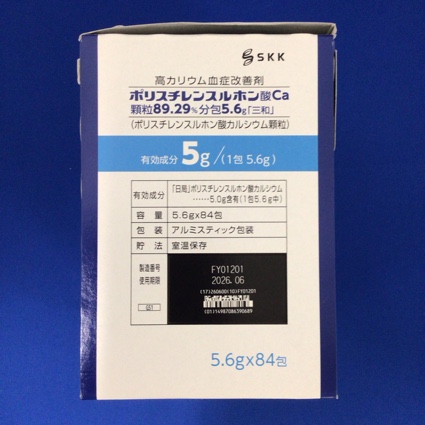 SKK
高カリウム血症改善剤
ポリスチレンスルホン酸Ca
顆粒89.29%分包5.6g「三和」
(ポリスチレンスルホン酸カルシウム顆粒)
有効成分 5g/(1包 5.6g)
有効成分 「日局」ポリスチレンスルホン酸カルシウム
……5.0g含有(1包5.6g中)
容 量 5.6g×84包
包 装 アルミスティック包装
貯 法 室温保存
製造番号 FY01201
使用期限 2026.06
(17)260600(10)FY01201
GS1
(01)14987086390689
5.6g×84包